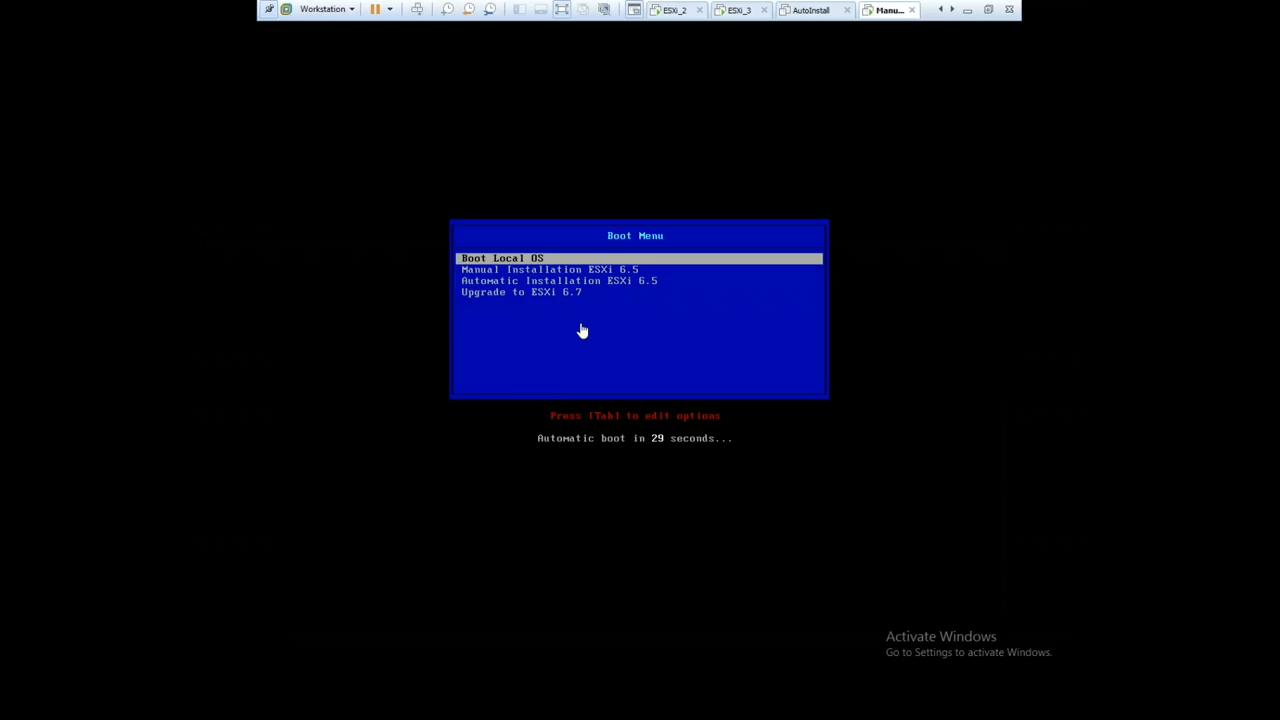 Workstation
ESXi_2
ESXi_3
AutoInstall
Manu...
Boot Menu
Boot Local OS
Manual Installation ESXi 6.5
Automatic Installation ESXi 6.5
Upgrade to ESXi 6.7
Press [Tab] to edit options
Automatic boot in 29 seconds...
Activate Windows
Go to Settings to activate Windows.